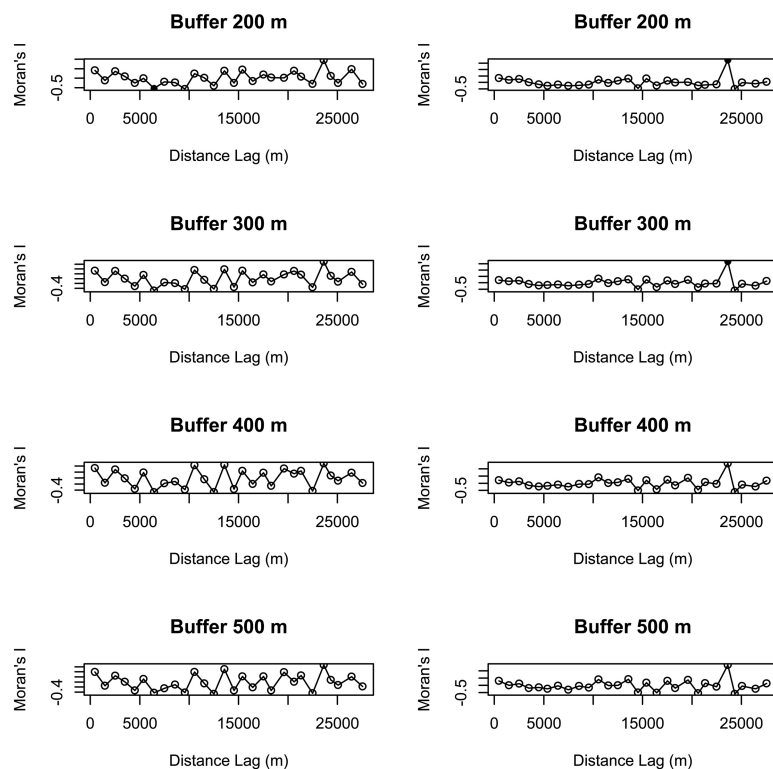 Buffer 200 m
Moran's I
-0.5
0 5000 15000 25000
Distance Lag (m)
Buffer 200 m
Moran's I
-0.5
0 5000 15000 25000
Distance Lag (m)
Buffer 300 m
Moran's I
-0.4
0 5000 15000 25000
Distance Lag (m)
Buffer 300 m
Moran's I
-0.5
0 5000 15000 25000
Distance Lag (m)
Buffer 400 m
Moran's I
-0.4
0 5000 15000 25000
Distance Lag (m)
Buffer 400 m
Moran's I
-0.5
0 5000 15000 25000
Distance Lag (m)
Buffer 500 m
Moran's I
-0.4
0 5000 15000 25000
Distance Lag (m)
Buffer 500 m
Moran's I
-0.5
0 5000 15000 25000
Distance Lag (m)